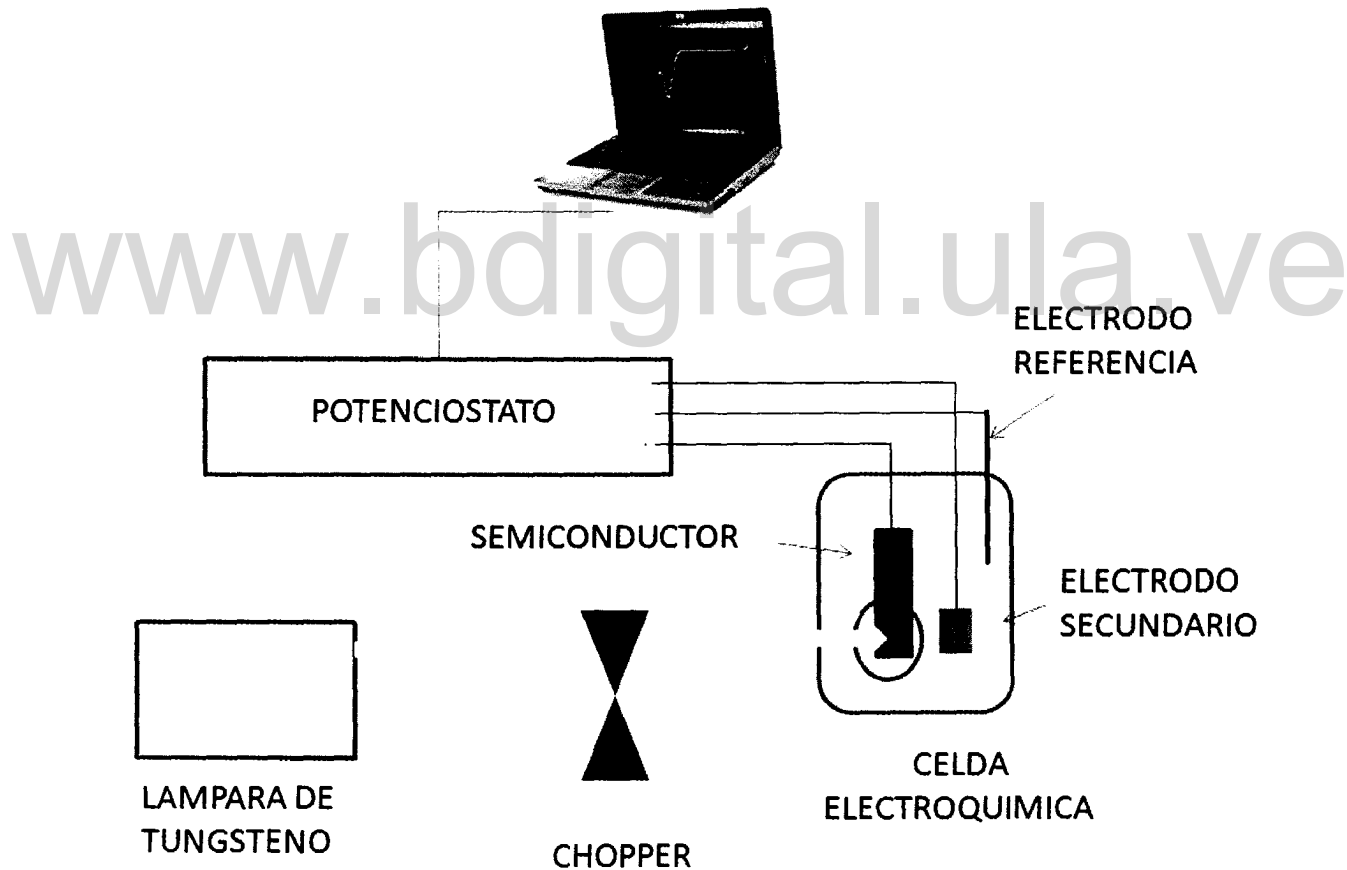 www.bdigital.ula.ve
ELECTRODO
REFERENCIA
POTENCIOSTATO
SEMICONDUCTOR
ELECTRODO
SECUNDARIO
LAMPARA DE
TUNGSTENO
CHOPPER
CELDA
ELECTROQUIMICA